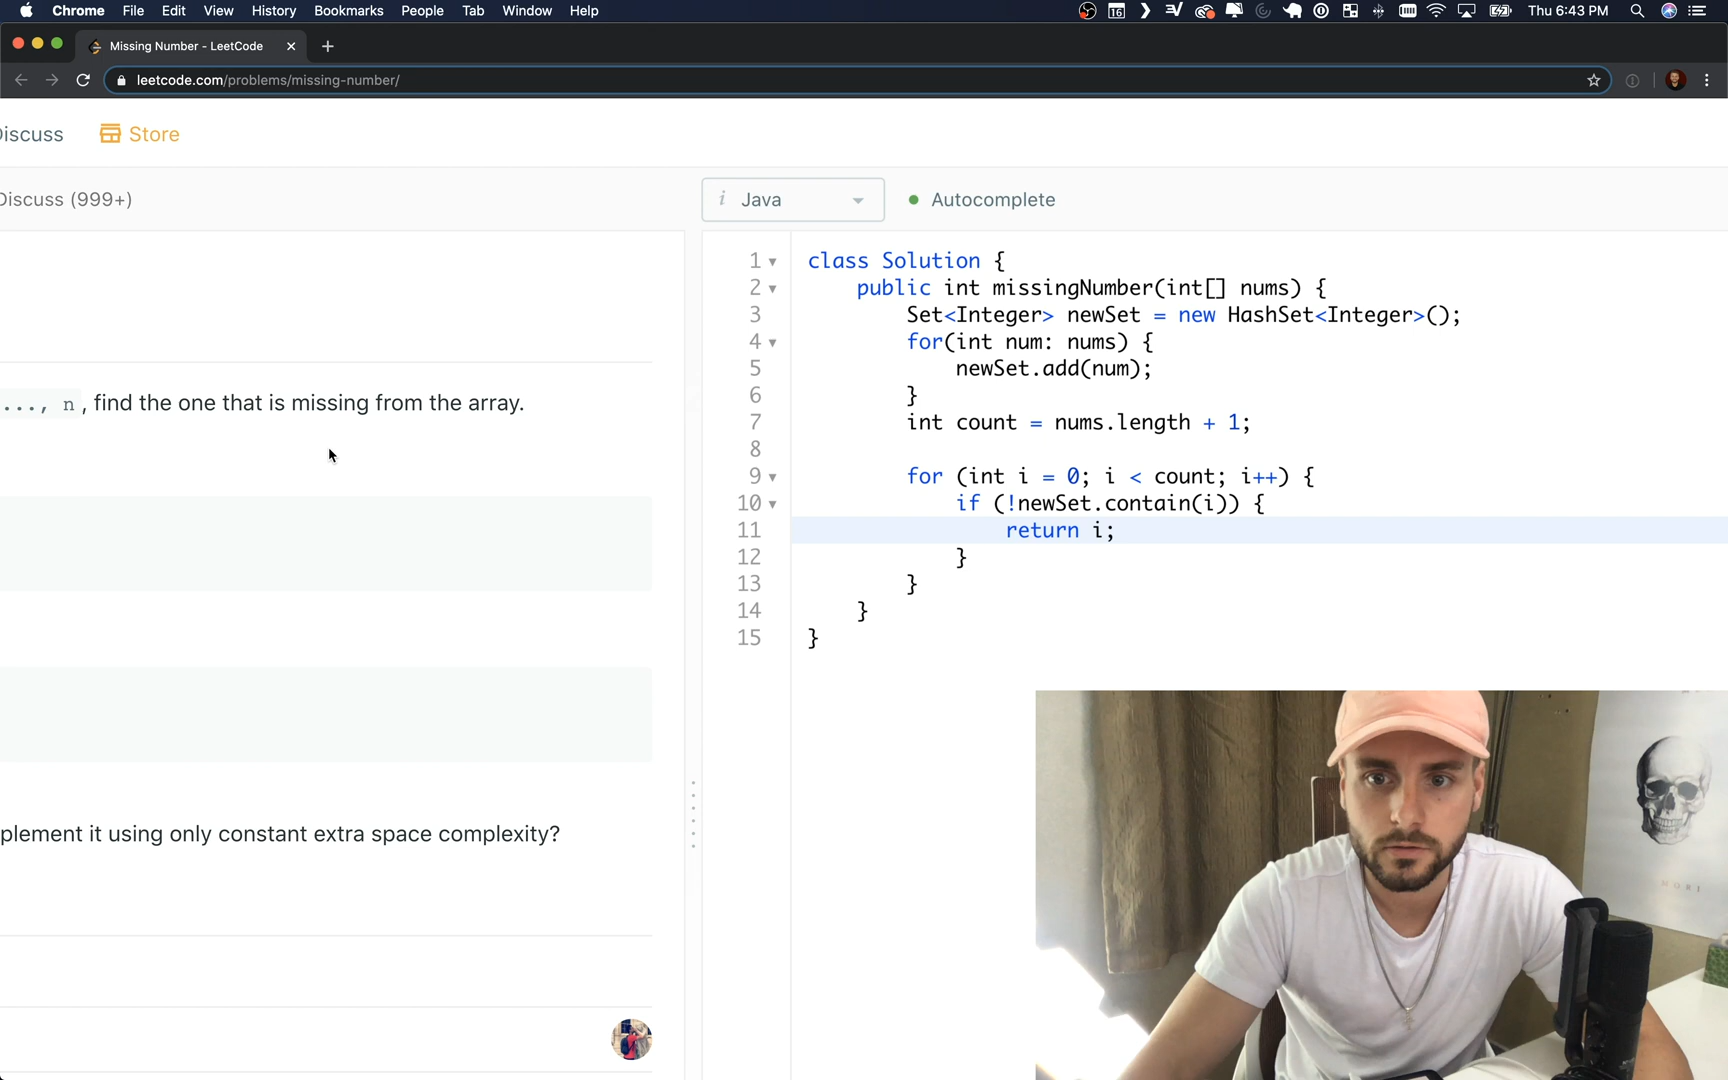 Chrome File Edit View History Bookmarks People Tab Window Help
16
Thu 6:43 PM
Missing Number - LeetCode
leetcode.com/problems/missing-number/
Discuss
Store
Discuss (999+)
i Java
Autocomplete
1 class Solution {
2 public int missingNumber(int[] nums) {
3 Set<Integer> newSet = new HashSet<Integer>();
4 for(int num: nums) {
5 newSet.add(num);
6 }
7 int count = nums.length + 1;
8
9 for (int i = 0; i < count; i++) {
10 if (!newSet.contain(i)) {
11 return i;
12 }
13 }
14 }
15 }
..., n , find the one that is missing from the array.
plement it using only constant extra space complexity?
MORI